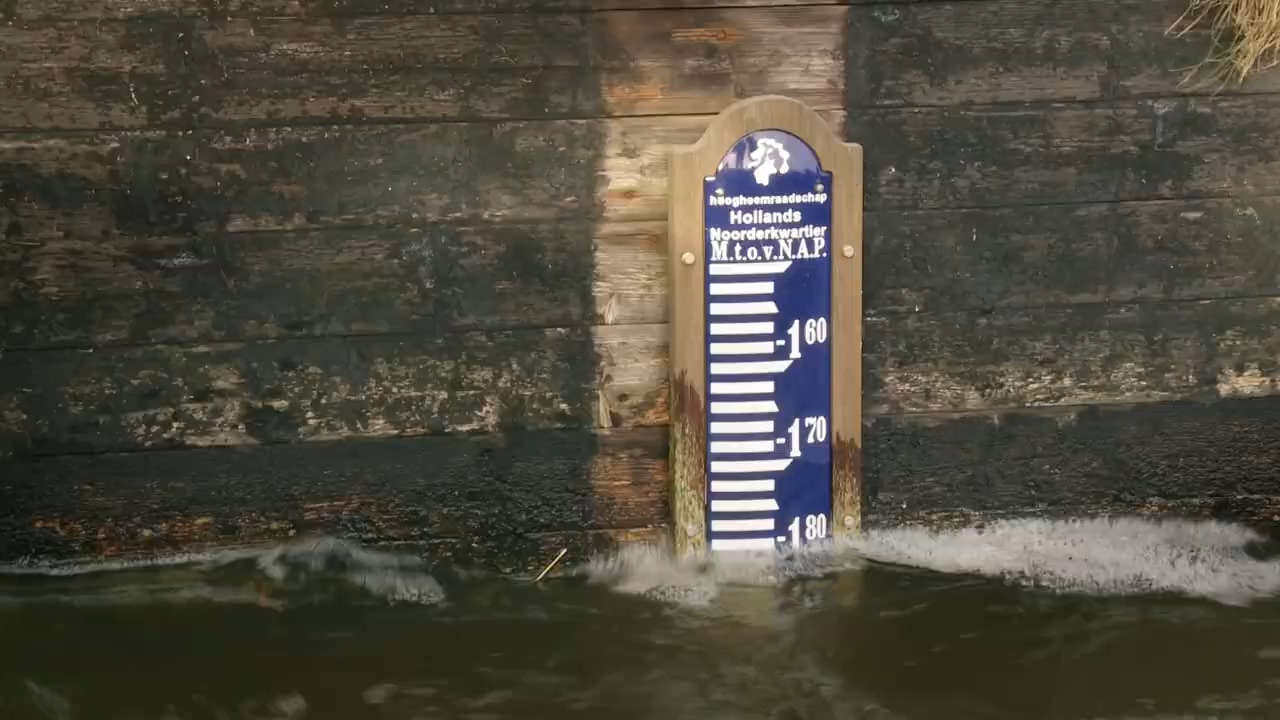 hoogheemraadschap
Hollands
Noorderkwartier
M.t.o.v.N.A.P.
-1 60
-1 70
-1 80